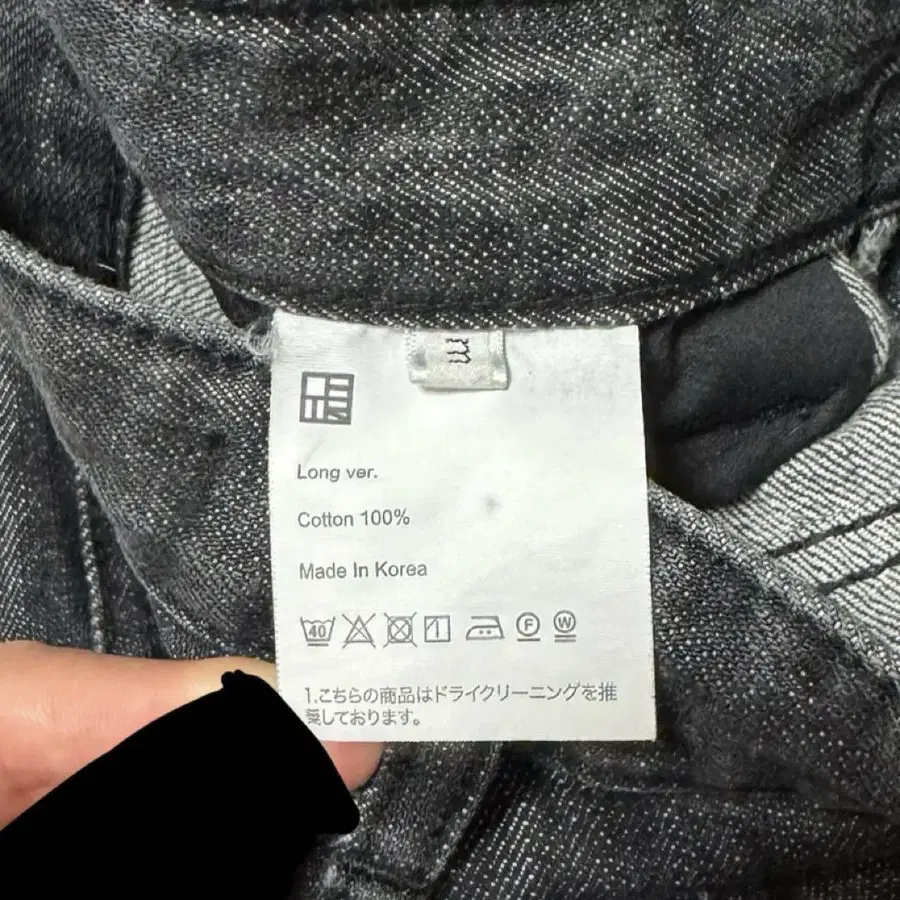 Long ver.
Cotton 100%
Made In Korea
40 F W
1.こちらの商品はドライクリーニングを推
奨しております。